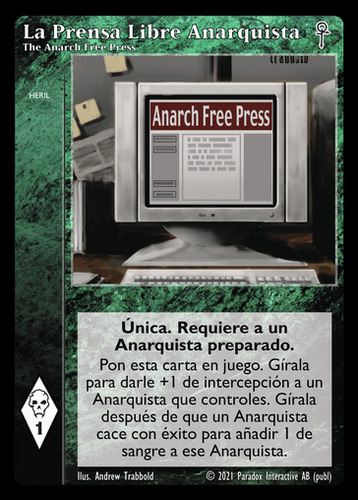 La Prensa Libre Anarquista
The Anarch Free Press
HERIL
Anarch Free Press
Única. Requiere a un
Anarquista preparado.
Pon esta carta en juego. Gírala
para darle +1 de intercepción a un
Anarquista que controles. Gírala
después de que un Anarquista
cace con éxito para añadir 1 de
sangre a ese Anarquista.
1
Ilus. Andrew Trabbold
© 2021 Paradox Interactive AB (publ)